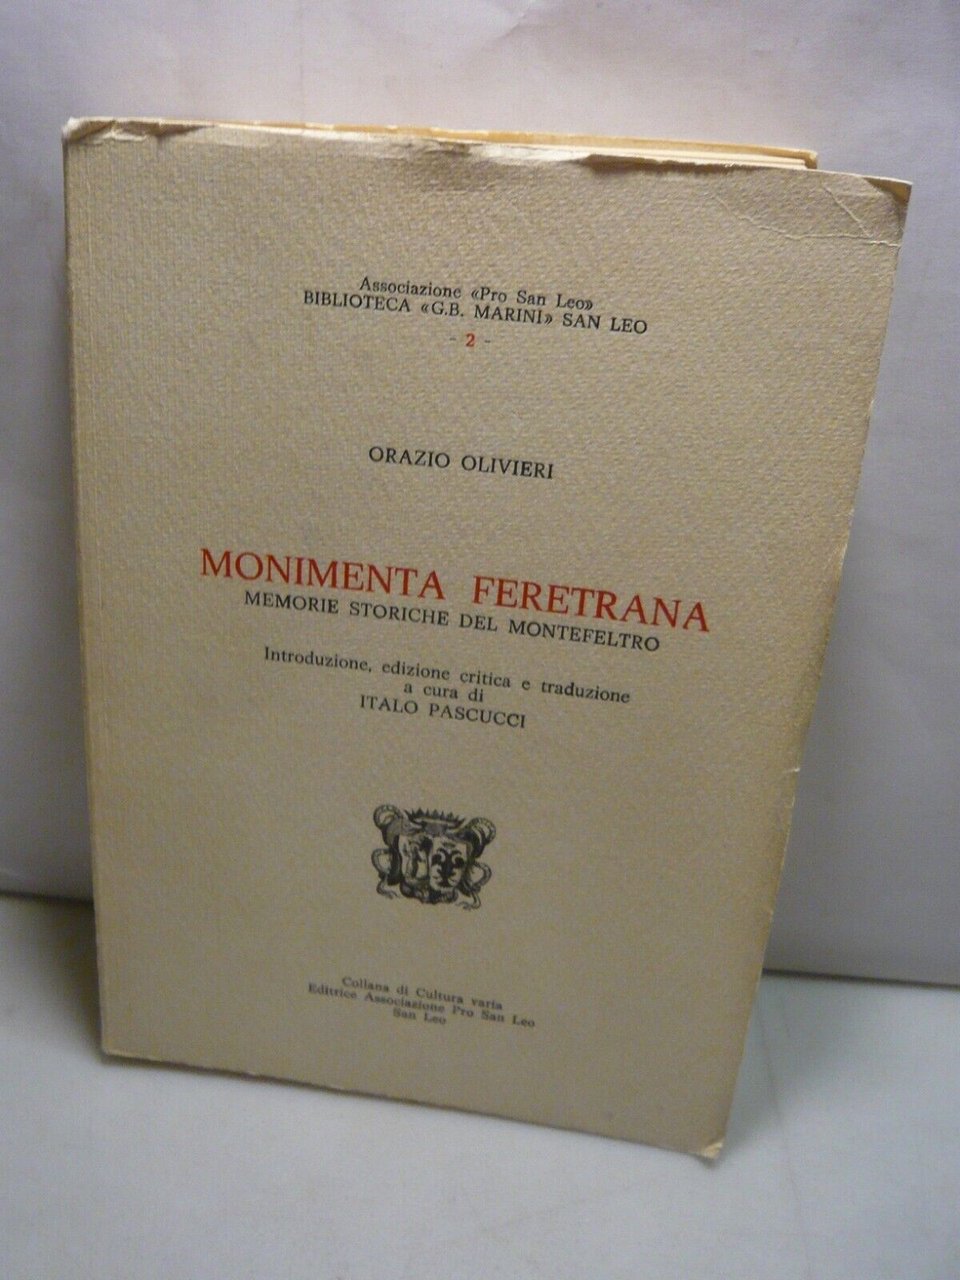 Associazione «Pro San Leo»
BIBLIOTECA «G.B. MARINI» SAN LEO
- 2 -
ORAZIO OLIVIERI
MONIMENTA FERETRANA
MEMORIE STORICHE DEL MONTEFELTRO
Introduzione, edizione critica e traduzione
a cura di
ITALO PASCUCCI
Collana di Cultura varia
Editrice Associazione Pro San Leo
San Leo